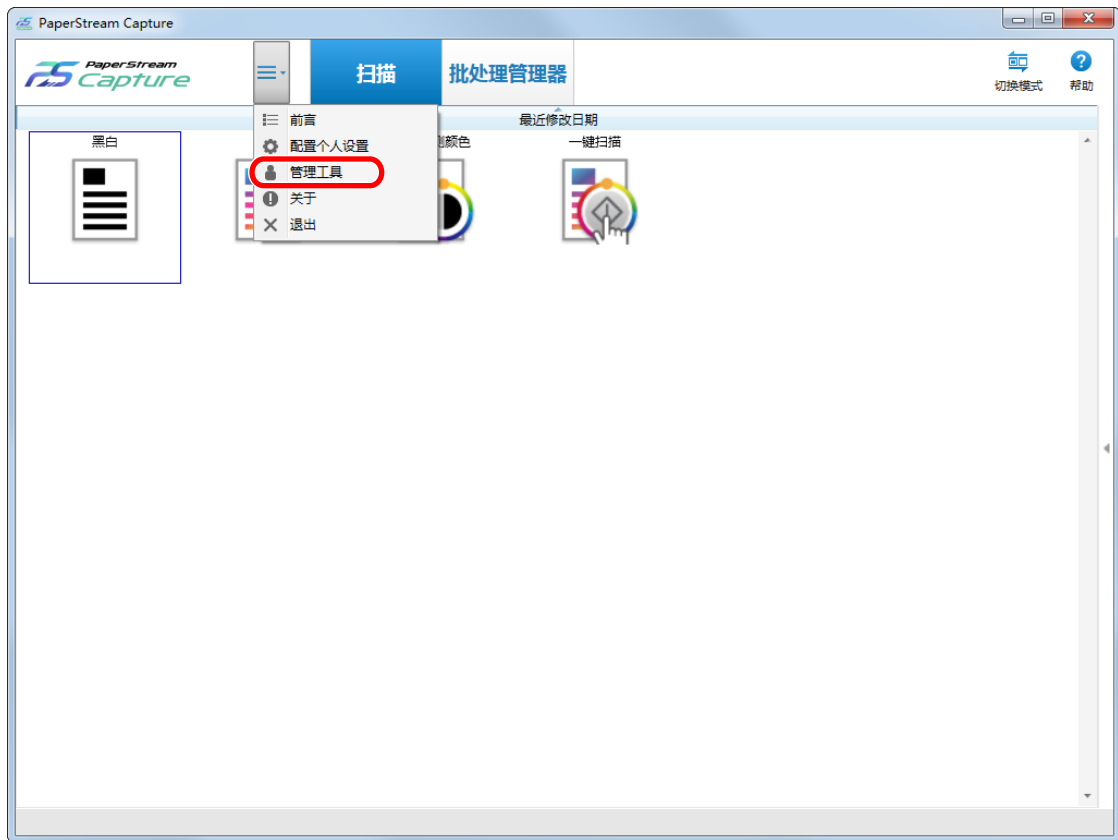 PaperStream Capture
PaperStream
Capture
扫描
批处理管理器
切换模式
帮助
最近修改日期
前言
配置个人设置
管理工具
关于
退出
黑白
颜色
一键扫描